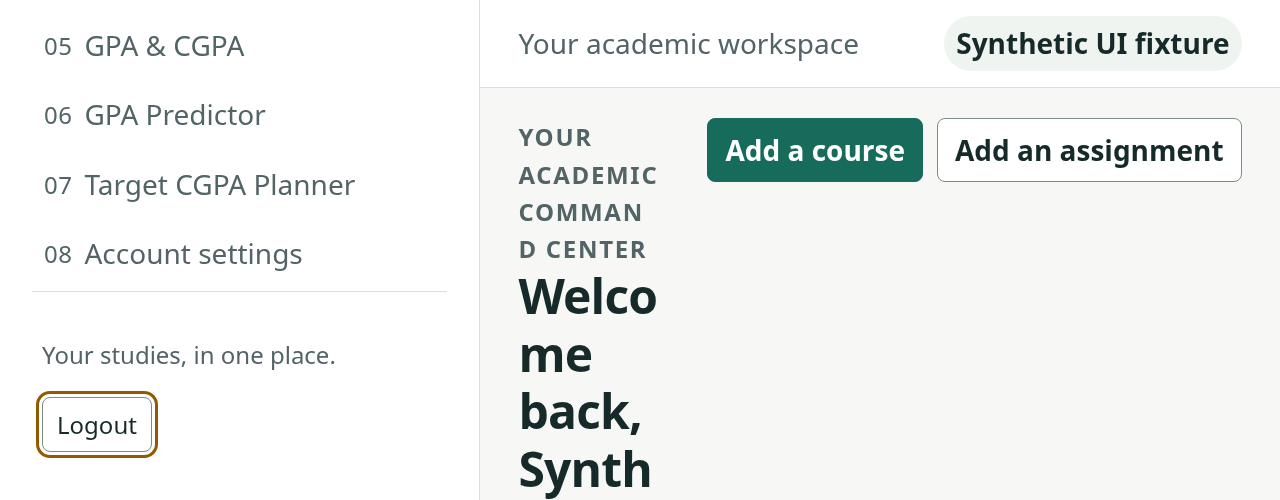 05 GPA & CGPA
06 GPA Predictor
07 Target CGPA Planner
08 Account settings
Your studies, in one place.
Logout
Your academic workspace
Synthetic UI fixture
YOUR
ACADEMIC
COMMAN
D CENTER
Welco
me
back,
Synth
Add a course
Add an assignment